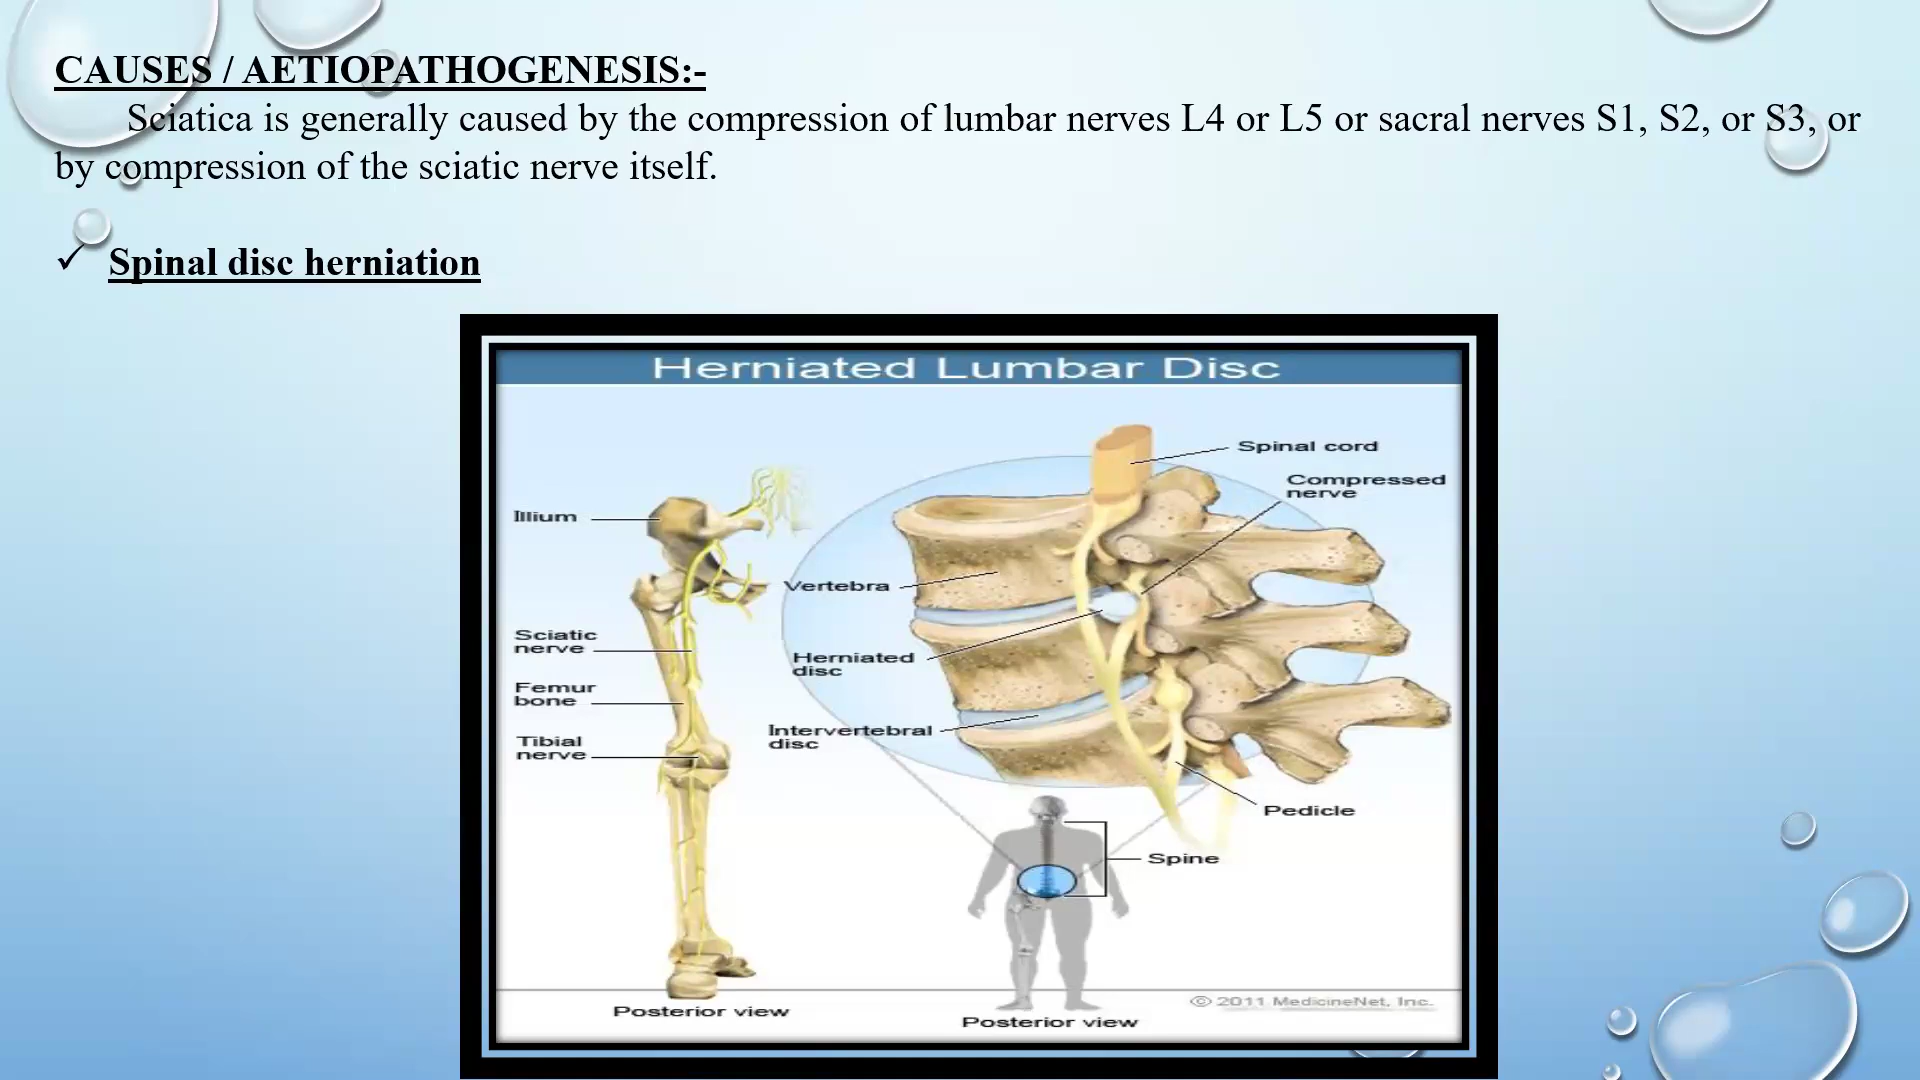 CAUSES / AETIOPATHOGENESIS:-
Sciatica is generally caused by the compression of lumbar nerves L4 or L5 or sacral nerves S1, S2, or S3, or
by compression of the sciatic nerve itself.
✓ Spinal disc herniation
Herniated Lumbar Disc
Spinal cord
Compressed
nerve
Illium
Vertebra
Sciatic
nerve
Herniated
disc
Femur
bone
Intervertebral
disc
Tibial
nerve
Pedicle
Spine
© 2011 MedicineNet, Inc.
Posterior view
Posterior view